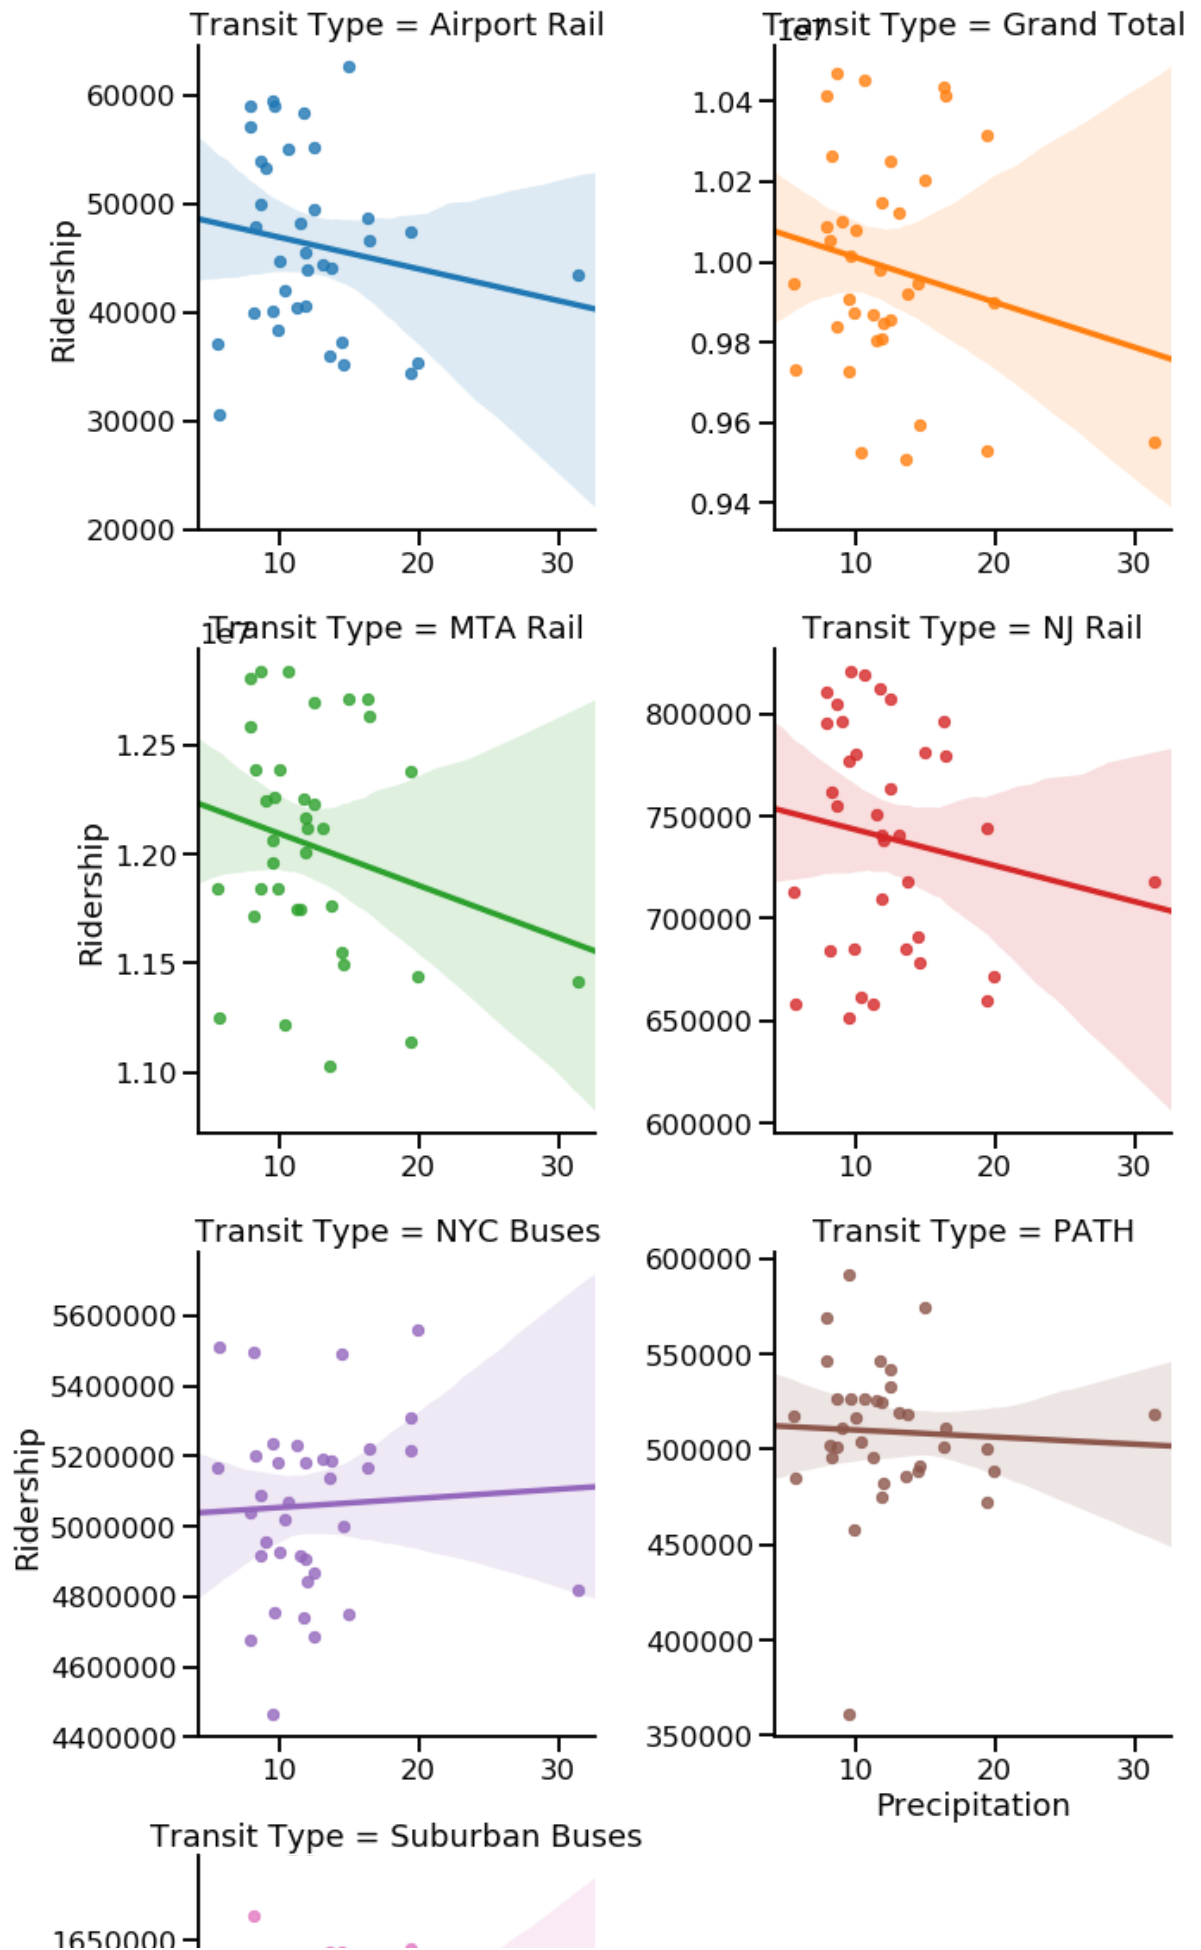 Transit Type = Airport Rail
60000
50000
40000
30000
20000
Ridership
10 20 30
Transit Type = Grand Total
1e7
1.04
1.02
1.00
0.98
0.96
0.94
10 20 30
Transit Type = MTA Rail
1e7
1.25
1.20
1.15
1.10
Ridership
10 20 30
Transit Type = NJ Rail
800000
750000
700000
650000
600000
10 20 30
Transit Type = NYC Buses
5600000
5400000
5200000
5000000
4800000
4600000
4400000
Ridership
10 20 30
Transit Type = PATH
600000
550000
500000
450000
400000
350000
10 20 30
Precipitation
Transit Type = Suburban Buses
1650000